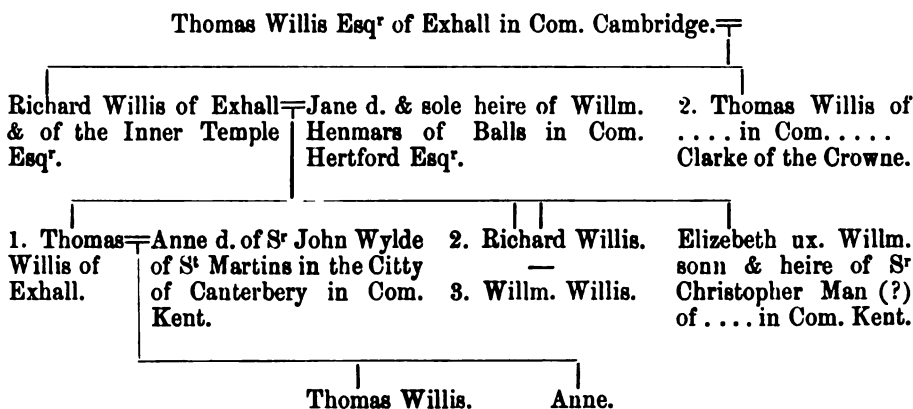 Thomas Willis Esqʳ of Exhall in Com. Cambridge.
Richard Willis of Exhall
& of the Inner Temple
Esqʳ.
Jane d. & sole heire of Willm.
Henmars of Balls in Com.
Hertford Esqʳ.
2. Thomas Willis of
. . . . in Com. . . . .
Clarke of the Crowne.
1. Thomas
Willis of
Exhall.
Anne d. of Sʳ John Wylde
of Sᵗ Martins in the Citty
of Canterbery in Com.
Kent.
2. Richard Willis.
—
3. Willm. Willis.
Elizebeth ux. Willm.
sonn & heire of Sʳ
Christopher Man (?)
of . . . . in Com. Kent.
Thomas Willis.
Anne.